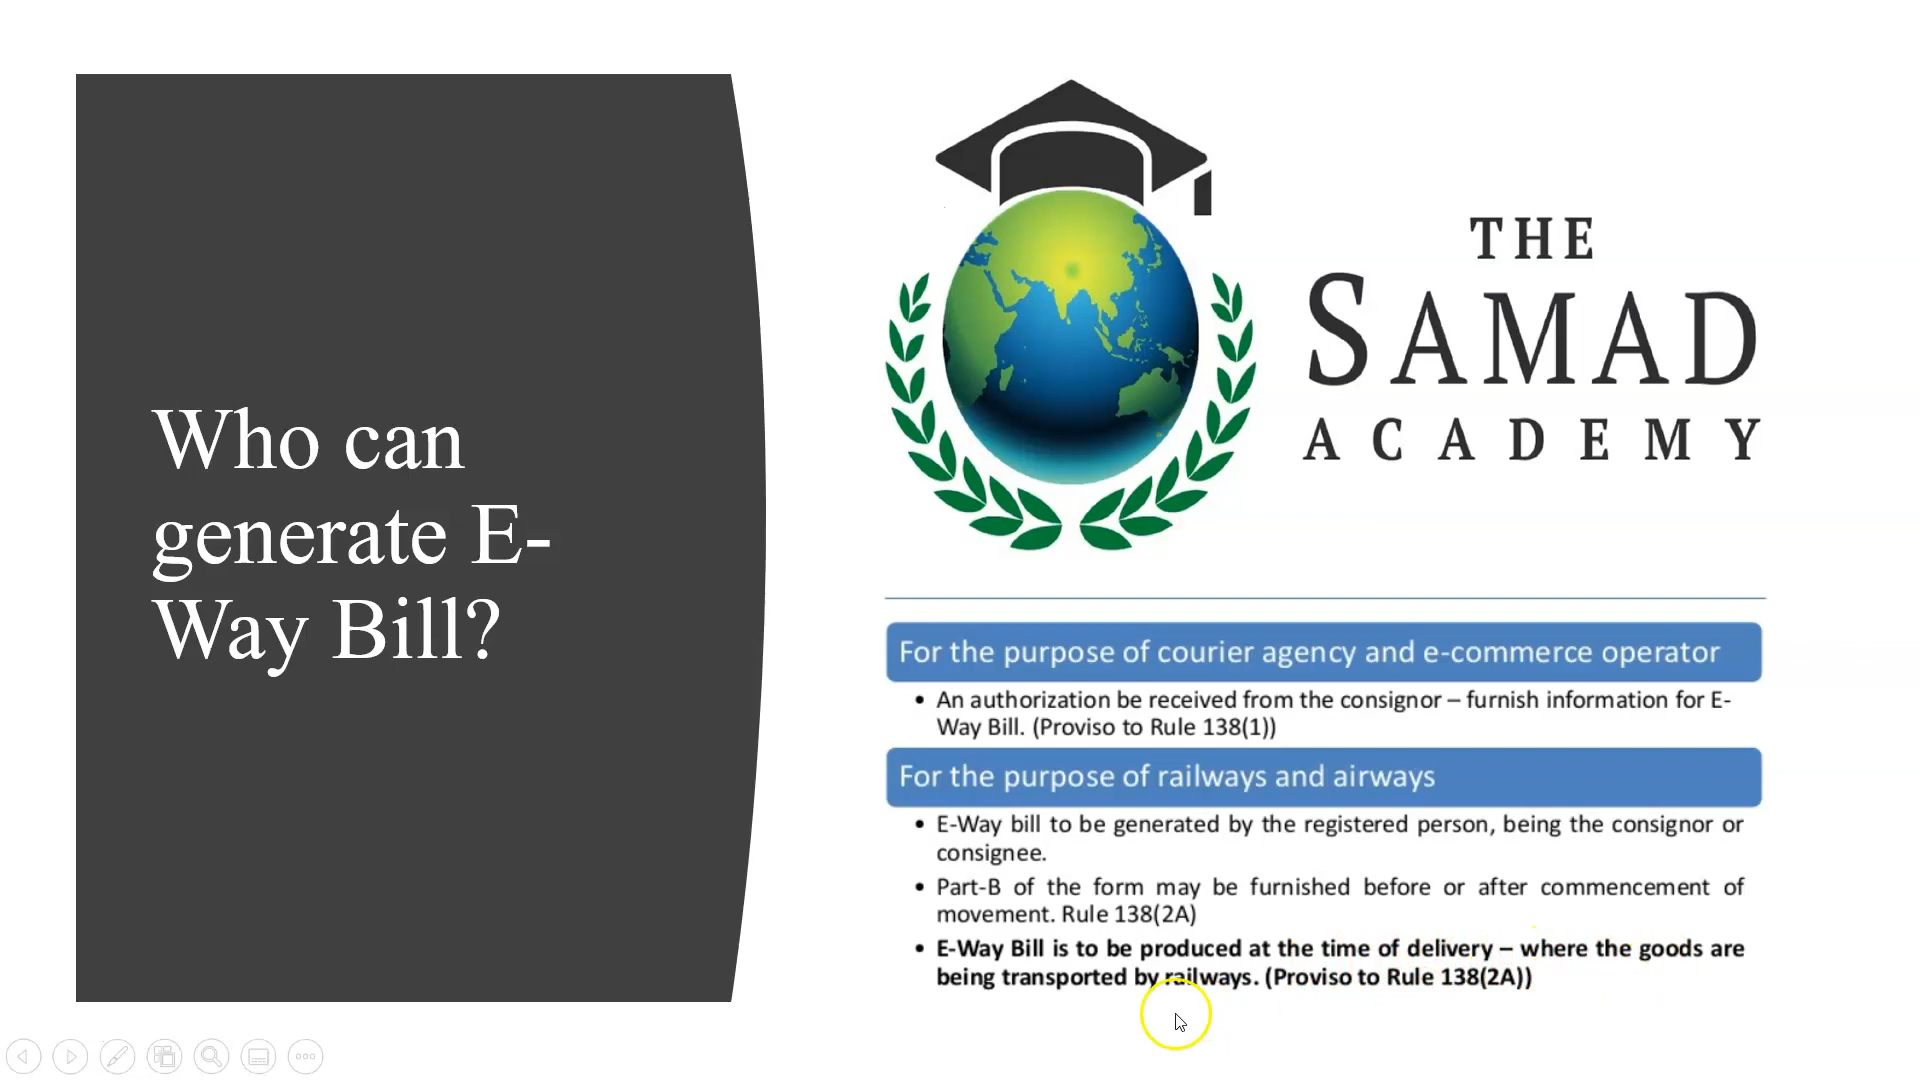 Who can
generate E-
Way Bill?
THE
SAMAD
ACADEMY
For the purpose of courier agency and e-commerce operator
• An authorization be received from the consignor – furnish information for E-
Way Bill. (Proviso to Rule 138(1))
For the purpose of railways and airways
• E-Way bill to be generated by the registered person, being the consignor or
consignee.
• Part-B of the form may be furnished before or after commencement of
movement. Rule 138(2A)
• E-Way Bill is to be produced at the time of delivery – where the goods are
being transported by railways. (Proviso to Rule 138(2A))